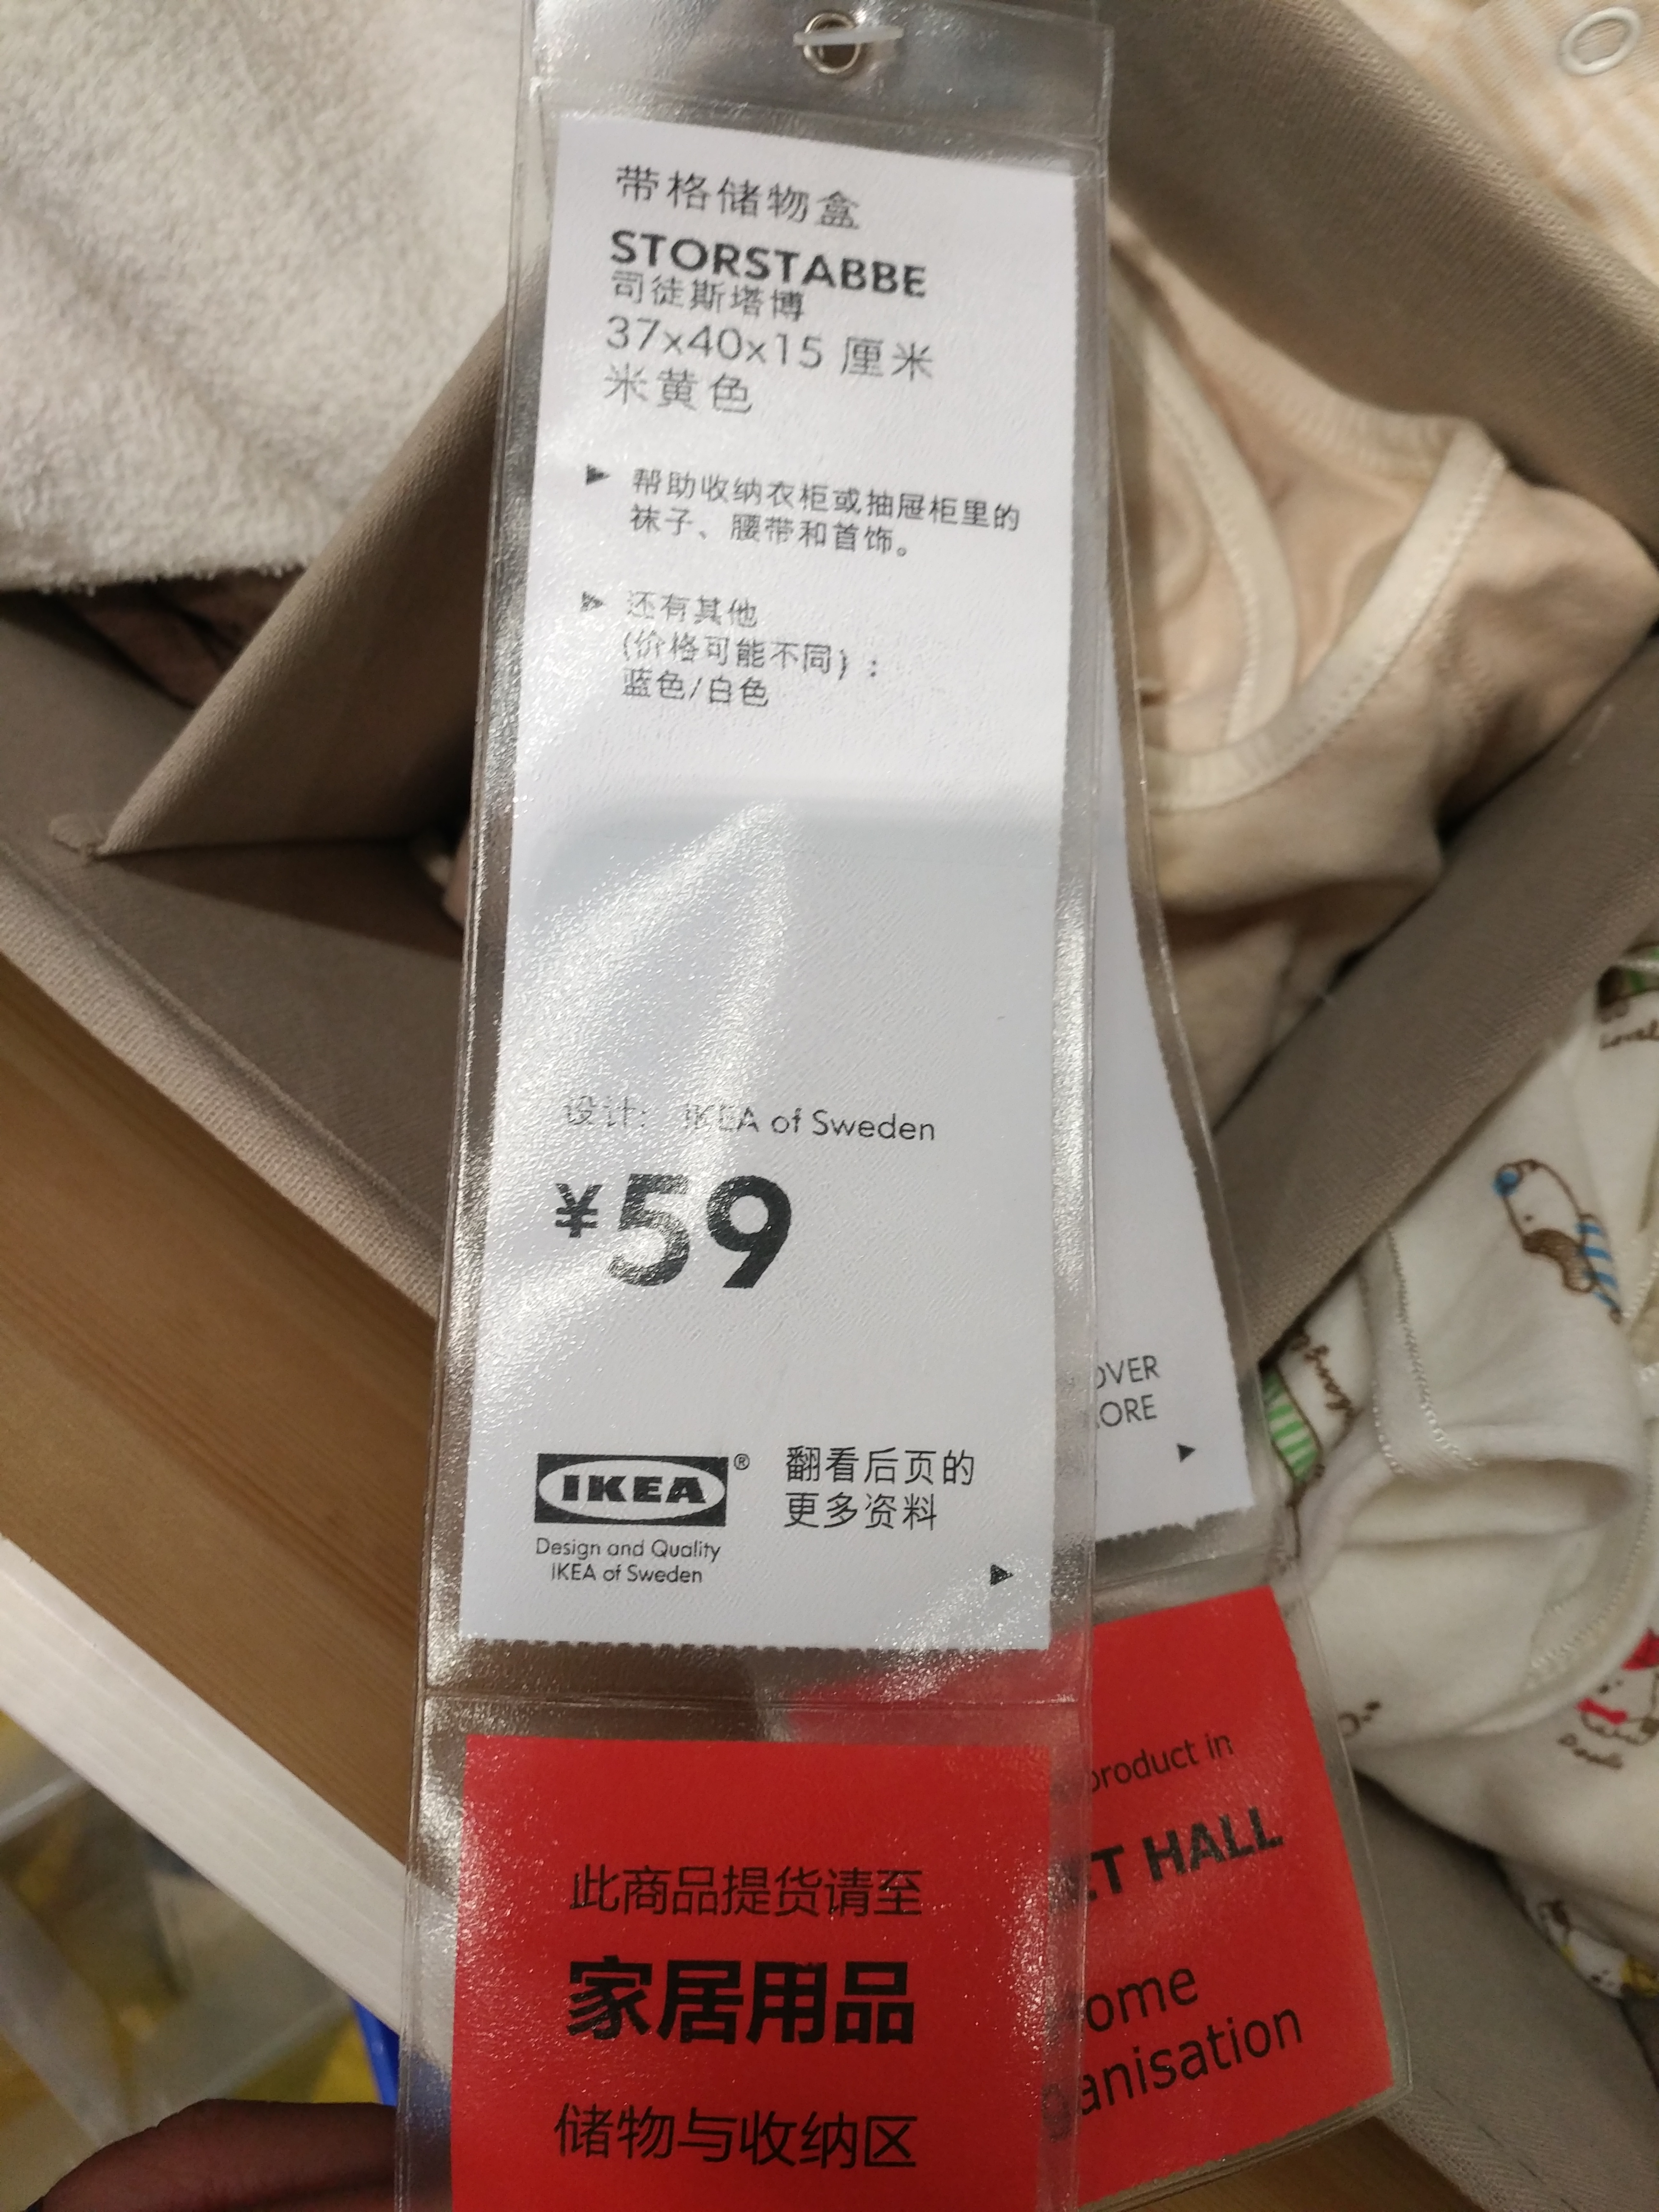 带格储物盒
STORSTABBE
司徒斯塔博
37x40x15 厘米
米黄色
帮助收纳衣柜或抽屉柜里的
袜子、腰带和首饰。
还有其他
(价格可能不同)：
蓝色/白色
设计: IKEA of Sweden
¥59
IKEA®
Design and Quality
IKEA of Sweden
翻看后页的
更多资料
此商品提货请至
家居用品
储物与收纳区
OVER
ORE
product in
ET HALL
ome
anisation